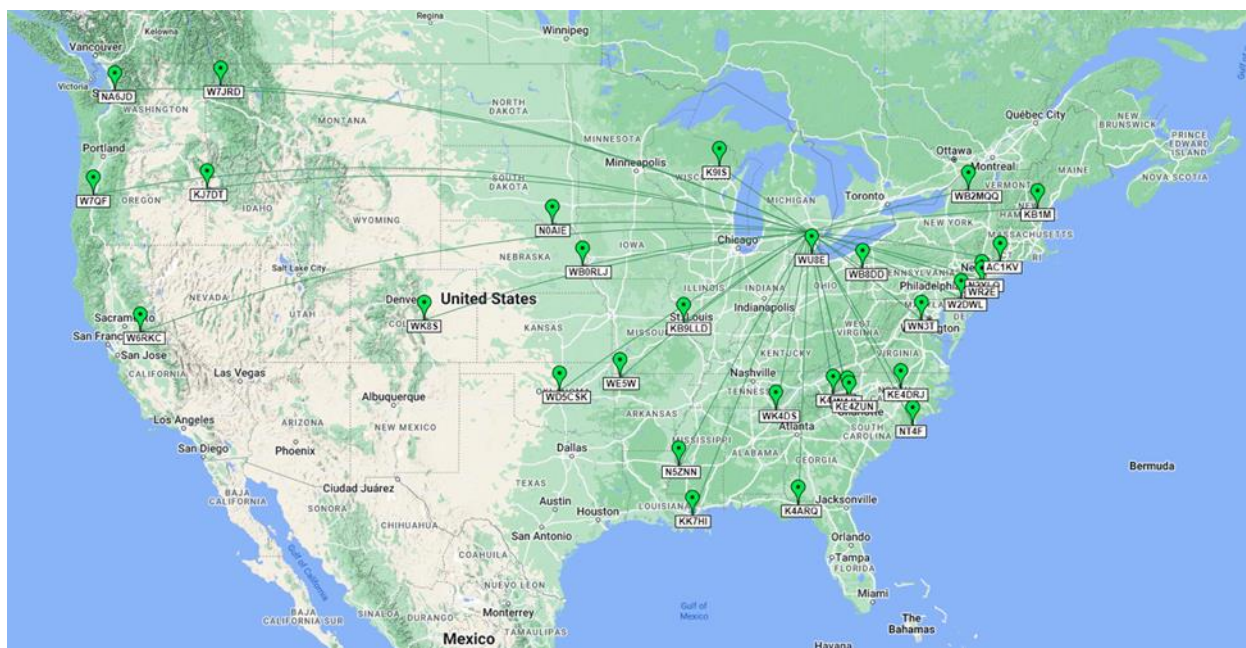 Regina
Winnipeg
Kelowna
Vancouver
Victoria
NA6JD
W7JRD
WASHINGTON
MONTANA
NORTH
DAKOTA
MINNESOTA
Minneapolis
K9IS
Québec City
NEW
BRUNSWICK
PRINCE
EDWARD
ISLAND
Ottawa
Montreal
MAINE
NOVA SCOTIA
Portland
W7QF
OREGON
KJ7DT
IDAHO
SOUTH
DAKOTA
MICHIGAN
Toronto
WB2MQQ
VERMONT
KB1M
NEW YORK
MASSACHUSETTS
WYOMING
N0AIE
NEBRASKA
WB0RLJ
IOWA
Chicago
WU8E
WB8DD
AC1KV
WR2E
Philadelphia
W2DWL
Salt Lake City
NEVADA
UTAH
Denver
WK8S
United States
KANSAS
ILLINOIS
INDIANA
OHIO
Indianapolis
St. Louis
KB9LLD
WEST
VIRGINIA
WN3T
DE
Sacramento
W6RKC
San Jose
CALIFORNIA
Las Vegas
KENTUCKY
VIRGINIA
Nashville
WE5W
WD5CSK
WK4DS
KE4ZUN
KE4DRJ
NT4F
Albuquerque
NEW MEXICO
ARKANSAS
Atlanta
SOUTH
CAROLINA
Los Angeles
ARIZONA
Phoenix
San Diego
Dallas
MISSISSIPPI
ALABAMA
GEORGIA
N5ZNN
Bermuda
BAJA
CALIFORNIA
SONORA
Ciudad Juárez
CHIHUAHUA
TEXAS
Austin
Houston
San Antonio
LOUISIANA
KK7HI
K4ARQ
Jacksonville
Orlando
Tampa
FLORIDA
Miami
Gulf of
California
COAHUILA
NUEVO LEON
Monterrey
Gulf of
Mexico
The
Bahamas
BAJA
CALIFORNIA SUR
SINALOA
DURANGO
TAMAULIPAS
Mexico
Havana